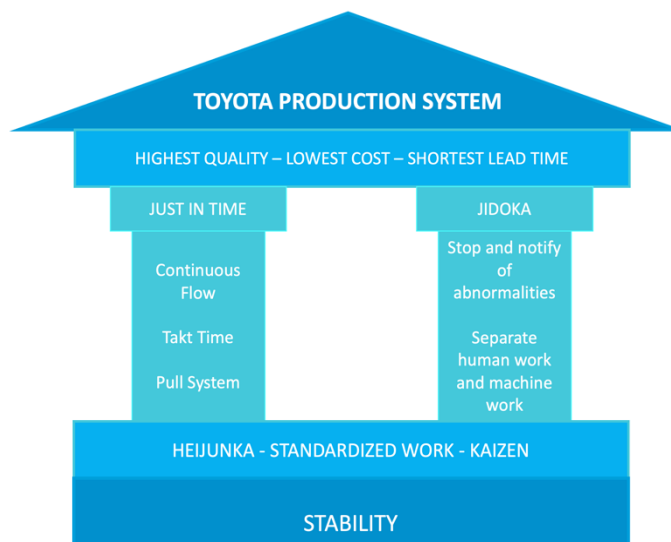 TOYOTA PRODUCTION SYSTEM
HIGHEST QUALITY – LOWEST COST – SHORTEST LEAD TIME
JUST IN TIME
Continuous
Flow
Takt Time
Pull System
JIDOKA
Stop and notify
of
abnormalities
Separate
human work
and machine
work
HEIJUNKA - STANDARDIZED WORK - KAIZEN
STABILITY